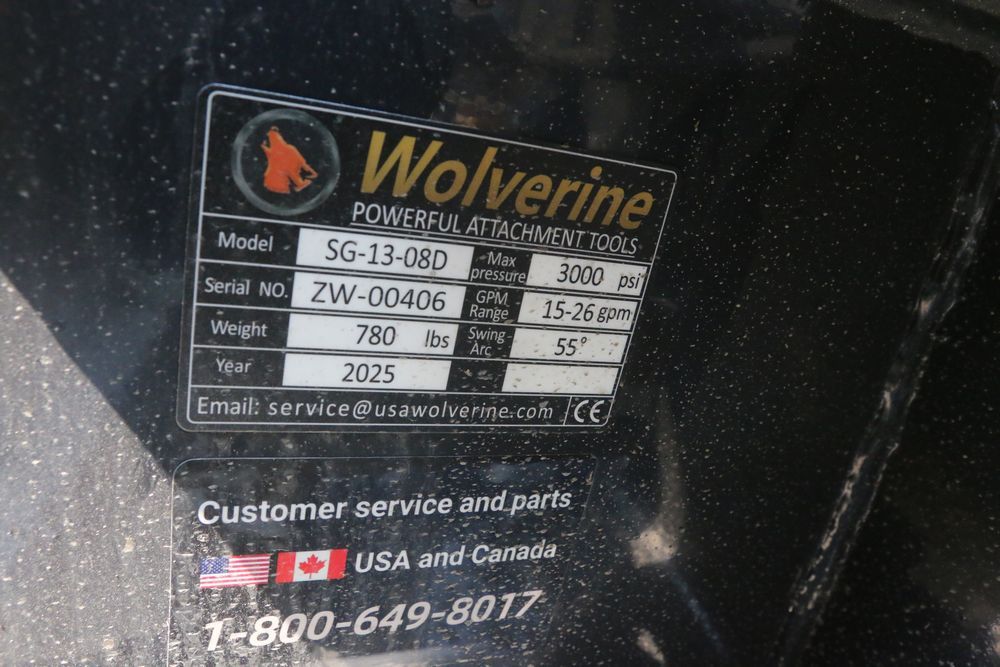 Wolverine
POWERFUL ATTACHMENT TOOLS
Model SG-13-08D Max pressure 3000 psi
Serial NO. ZW-00406 GPM Range 15-26 gpm
Weight 780 lbs Swing Arc 55°
Year 2025
Email: service@usawolverine.com CE
Customer service and parts
USA and Canada
1-800-649-8017